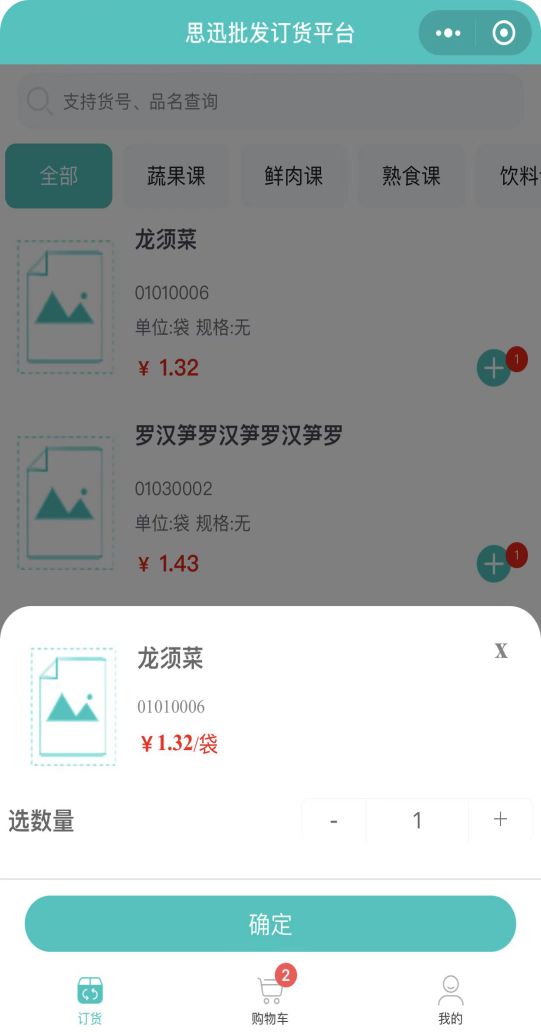 思迅批发订货平台
支持货号、品名查询
全部 蔬果课 鲜肉课 熟食课 饮料
龙须菜
01010006
单位:袋 规格:无
¥ 1.32
1
罗汉笋罗汉笋罗汉笋罗
01030002
单位:袋 规格:无
¥ 1.43
1
龙须菜
x
01010006
¥1.32/袋
选数量 - 1 +
确定
2
订货 购物车 我的